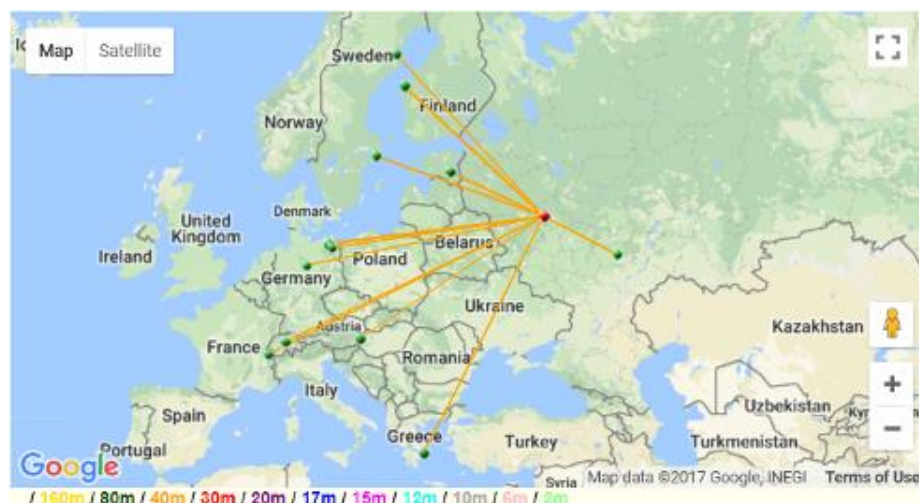 Map Satellite
Sweden
Finland
Norway
Denmark
United
Kingdom
Ireland
Belarus
Poland
Germany
Ukraine
Austria
France
Kazakhstan
Romania
Italy
Uzbekistan
Spain
Greece
Turkey
Turkmenistan
Portugal
Google
Syria
Map data ©2017 Google, INEGI Terms of Use
/ 160m / 80m / 40m / 30m / 20m / 17m / 15m / 12m / 10m / 6m / 2m